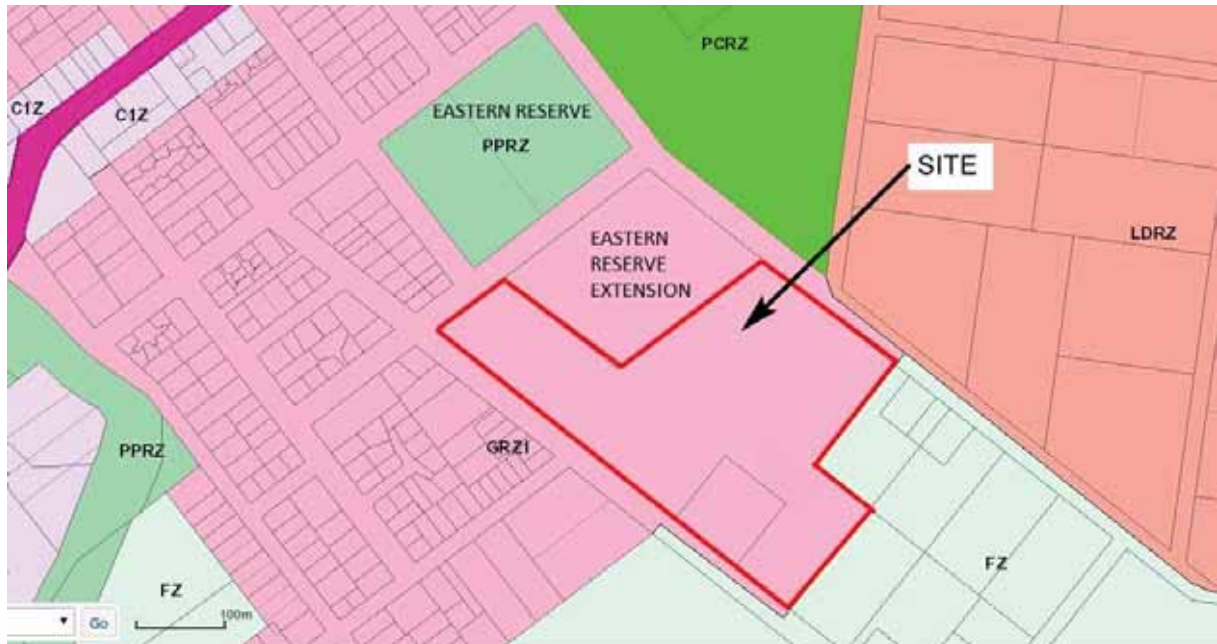 PCRZ
C1Z
C1Z
EASTERN RESERVE
PPRZ
SITE
EASTERN
RESERVE
EXTENSION
LDRZ
PPRZ
GRZ1
FZ
FZ
100m
Go